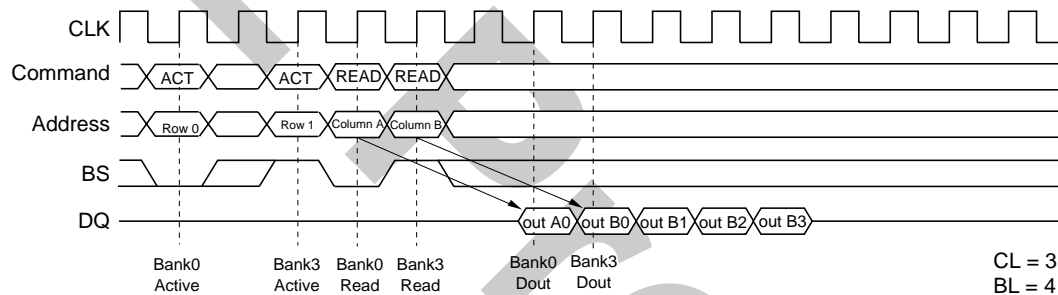 CLK
Command ACT ACT READ READ
Address Row 0 Row 1 Column A Column B
BS
DQ out A0 out B0 out B1 out B2 out B3
Bank0 Active
Bank3 Active
Bank0 Read
Bank3 Read
Bank0 Dout
Bank3 Dout
CL = 3
BL = 4